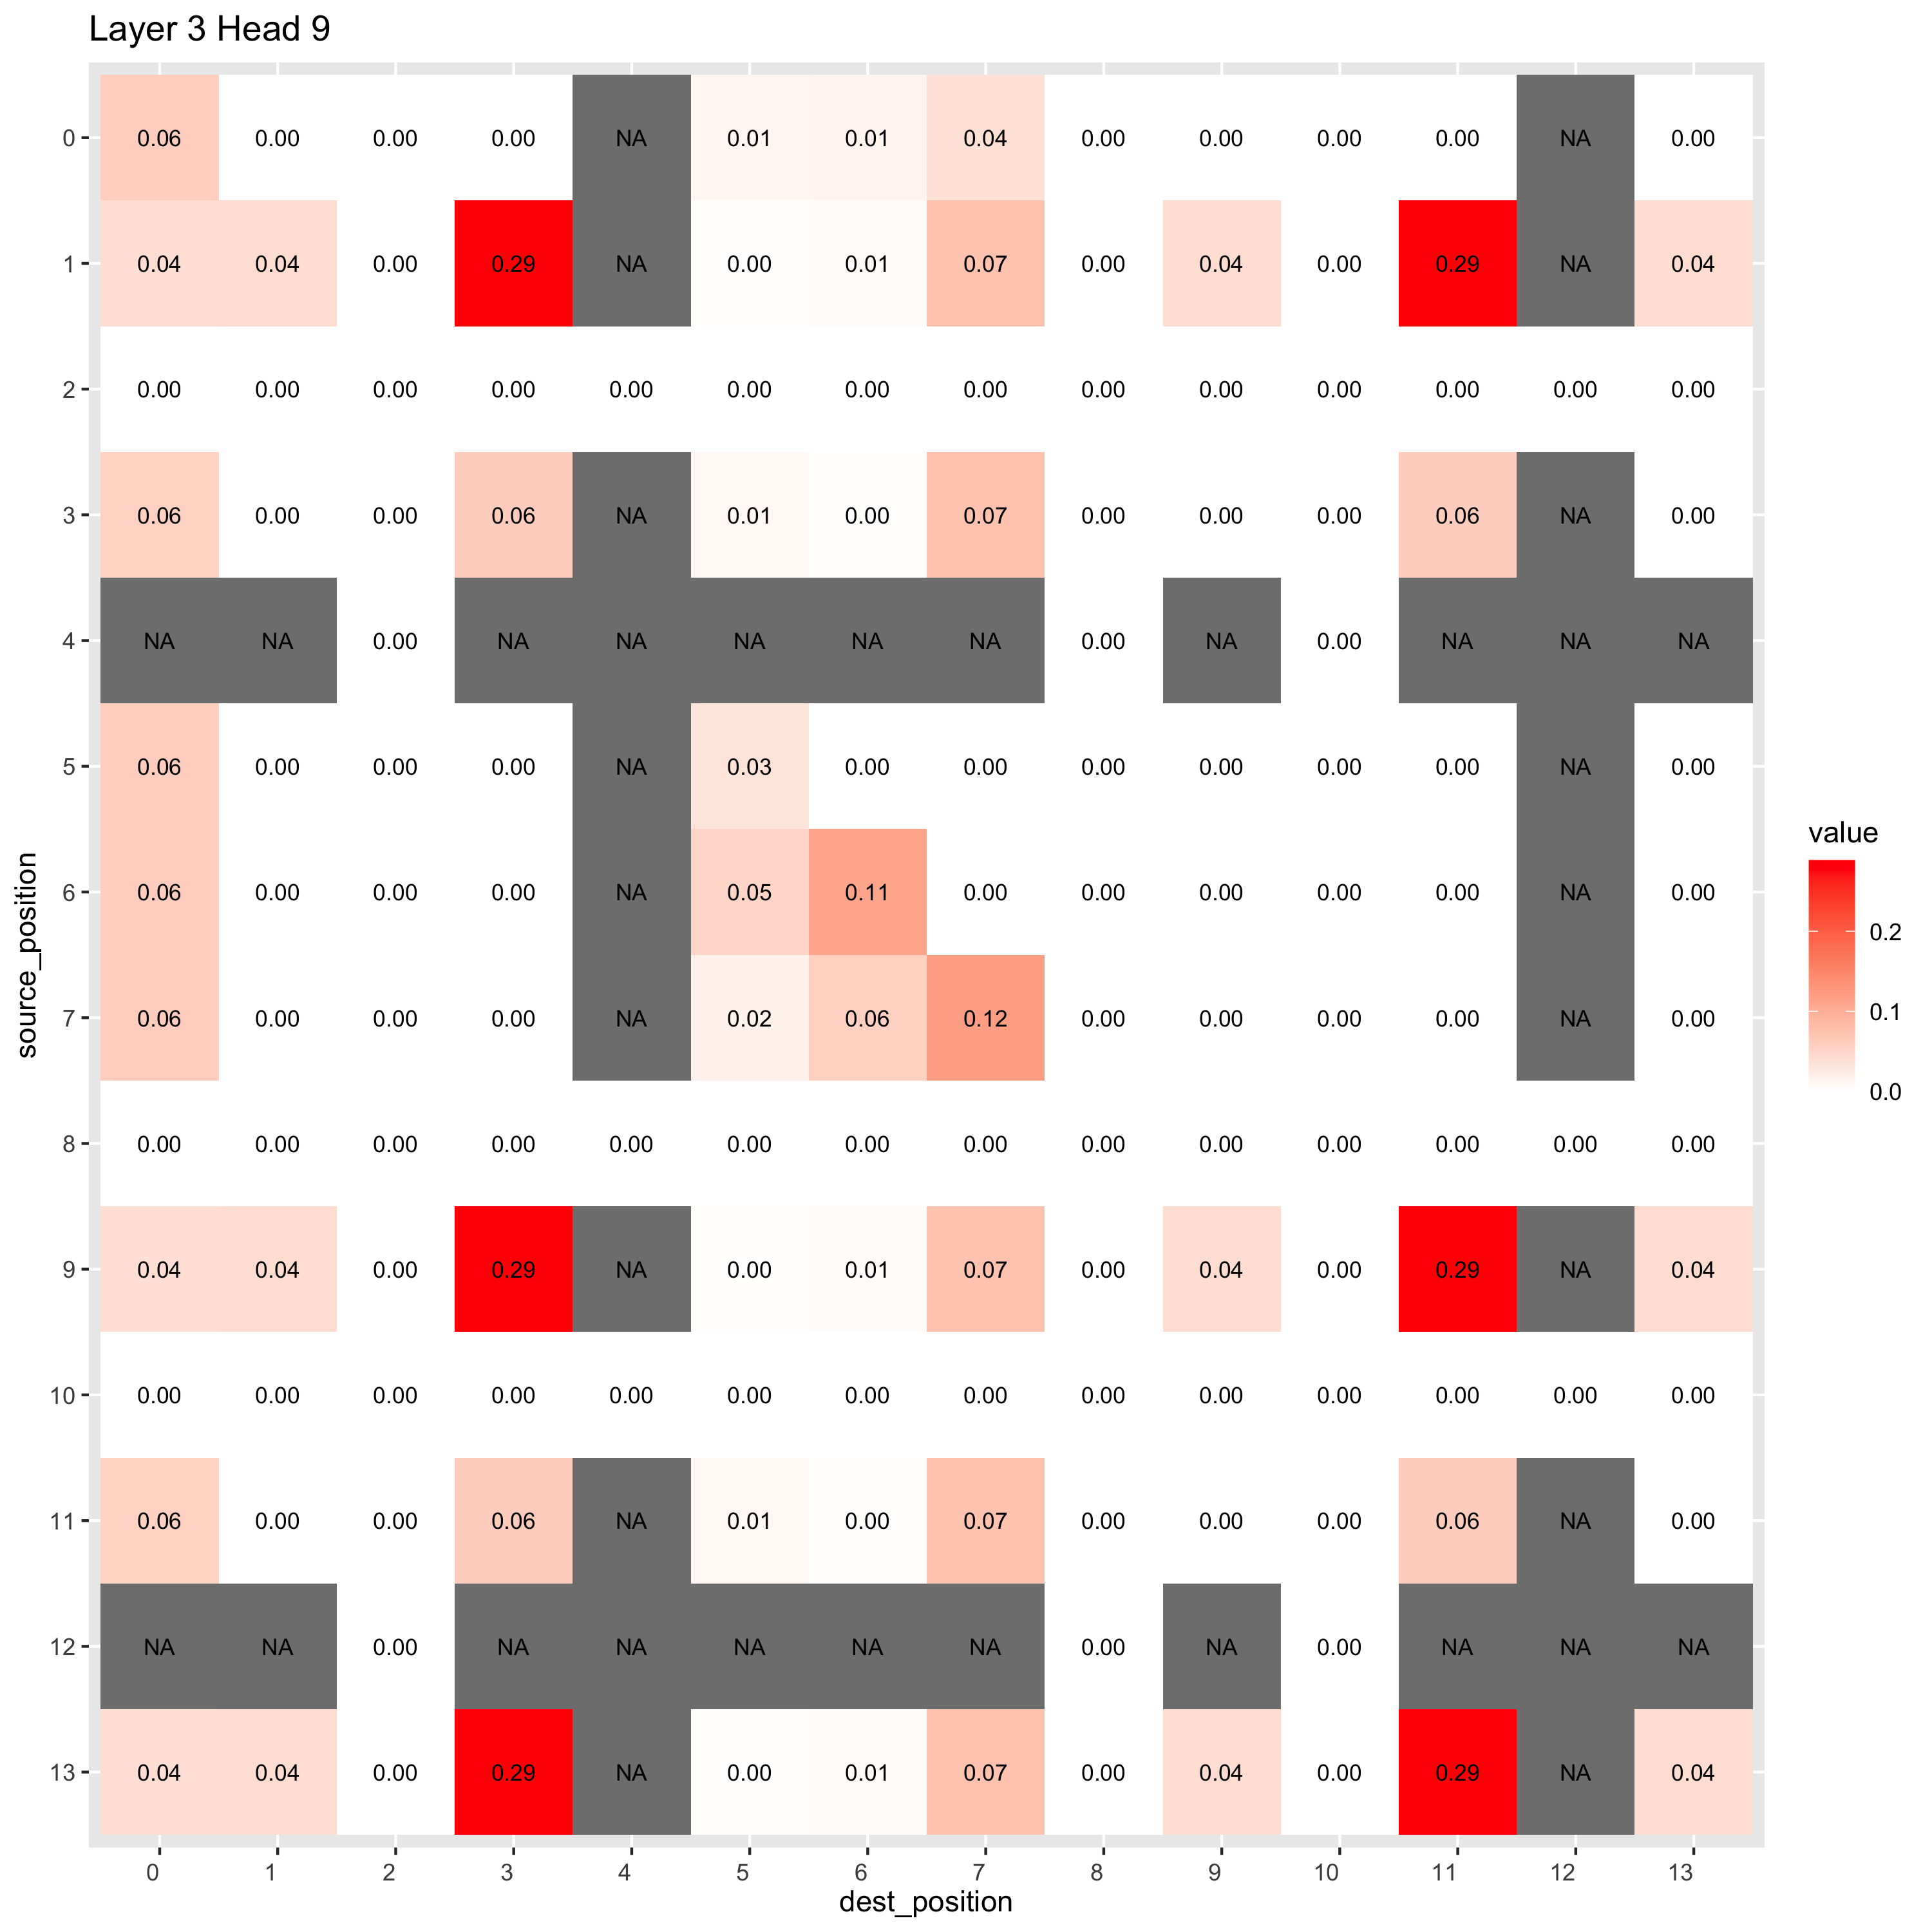 Layer 3 Head 9
0 0.06 0.00 0.00 0.00 NA 0.01 0.01 0.04 0.00 0.00 0.00 0.00 NA 0.00
1 0.04 0.04 0.00 0.29 NA 0.00 0.01 0.07 0.00 0.04 0.00 0.29 NA 0.04
2 0.00 0.00 0.00 0.00 0.00 0.00 0.00 0.00 0.00 0.00 0.00 0.00 0.00 0.00
3 0.06 0.00 0.00 0.06 NA 0.01 0.00 0.07 0.00 0.00 0.00 0.06 NA 0.00
4 NA NA 0.00 NA NA NA NA NA 0.00 NA 0.00 NA NA NA
5 0.06 0.00 0.00 0.00 NA 0.03 0.00 0.00 0.00 0.00 0.00 0.00 NA 0.00
6 0.06 0.00 0.00 0.00 NA 0.05 0.11 0.00 0.00 0.00 0.00 0.00 NA 0.00
7 0.06 0.00 0.00 0.00 NA 0.02 0.06 0.12 0.00 0.00 0.00 0.00 NA 0.00
8 0.00 0.00 0.00 0.00 0.00 0.00 0.00 0.00 0.00 0.00 0.00 0.00 0.00 0.00
9 0.04 0.04 0.00 0.29 NA 0.00 0.01 0.07 0.00 0.04 0.00 0.29 NA 0.04
10 0.00 0.00 0.00 0.00 0.00 0.00 0.00 0.00 0.00 0.00 0.00 0.00 0.00 0.00
11 0.06 0.00 0.00 0.06 NA 0.01 0.00 0.07 0.00 0.00 0.00 0.06 NA 0.00
12 NA NA 0.00 NA NA NA NA NA 0.00 NA 0.00 NA NA NA
13 0.04 0.04 0.00 0.29 NA 0.00 0.01 0.07 0.00 0.04 0.00 0.29 NA 0.04
0 1 2 3 4 5 6 7 8 9 10 11 12 13
dest_position
source_position
value
0.2
0.1
0.0